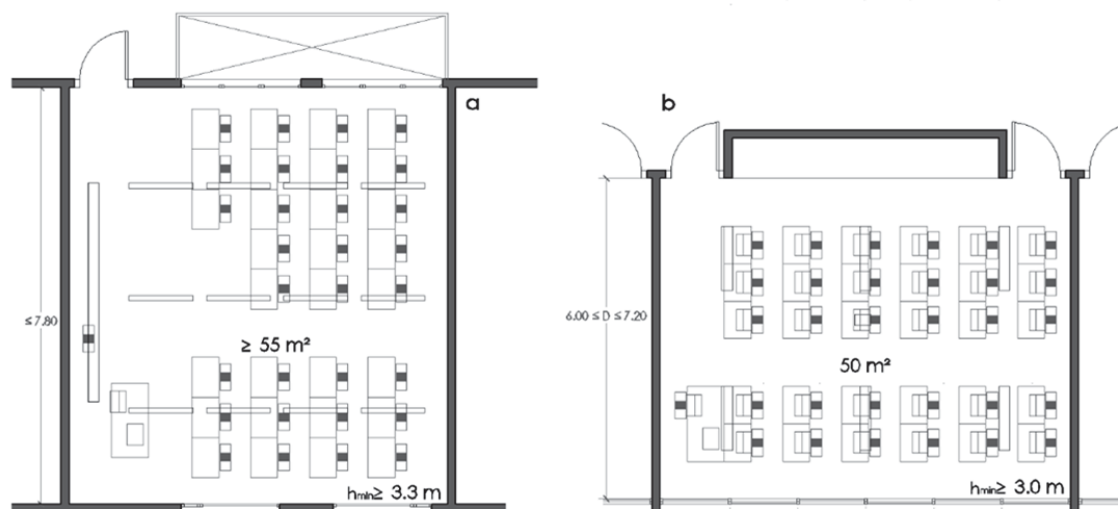 a
≤7.80
≥ 55 m²
hmin≥ 3.3 m
b
6.00 ≤ D ≤7.20
50 m²
hmin≥ 3.0 m